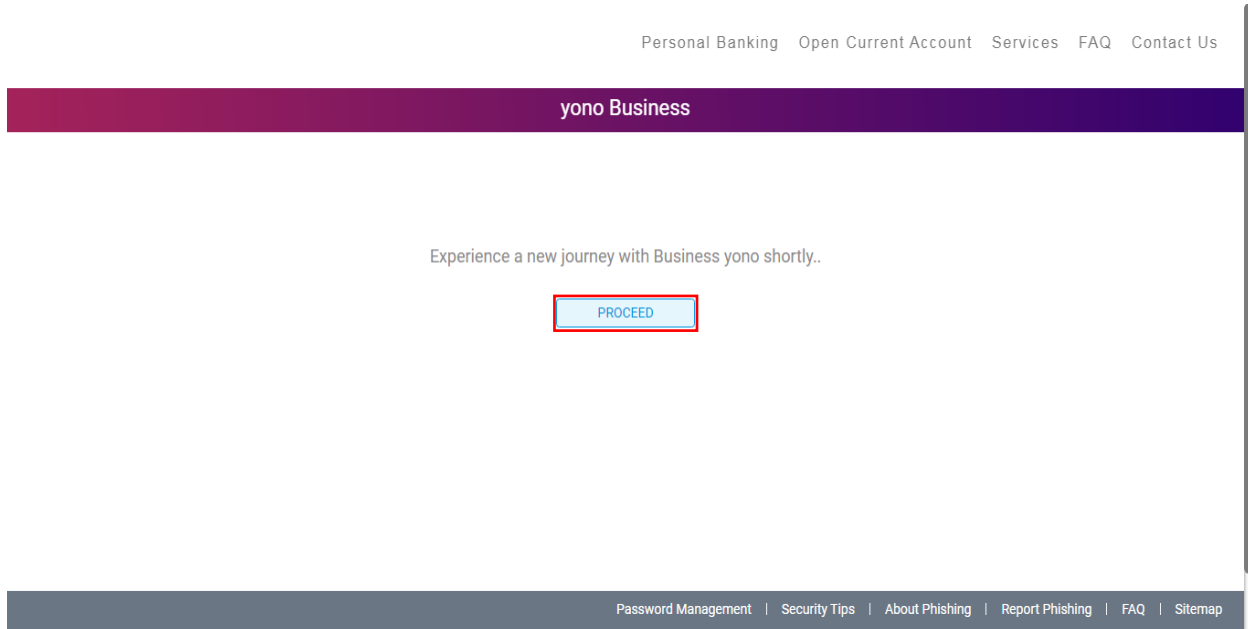 Personal Banking Open Current Account Services FAQ Contact Us
yono Business
Experience a new journey with Business yono shortly..
PROCEED
Password Management | Security Tips | About Phishing | Report Phishing | FAQ | Sitemap